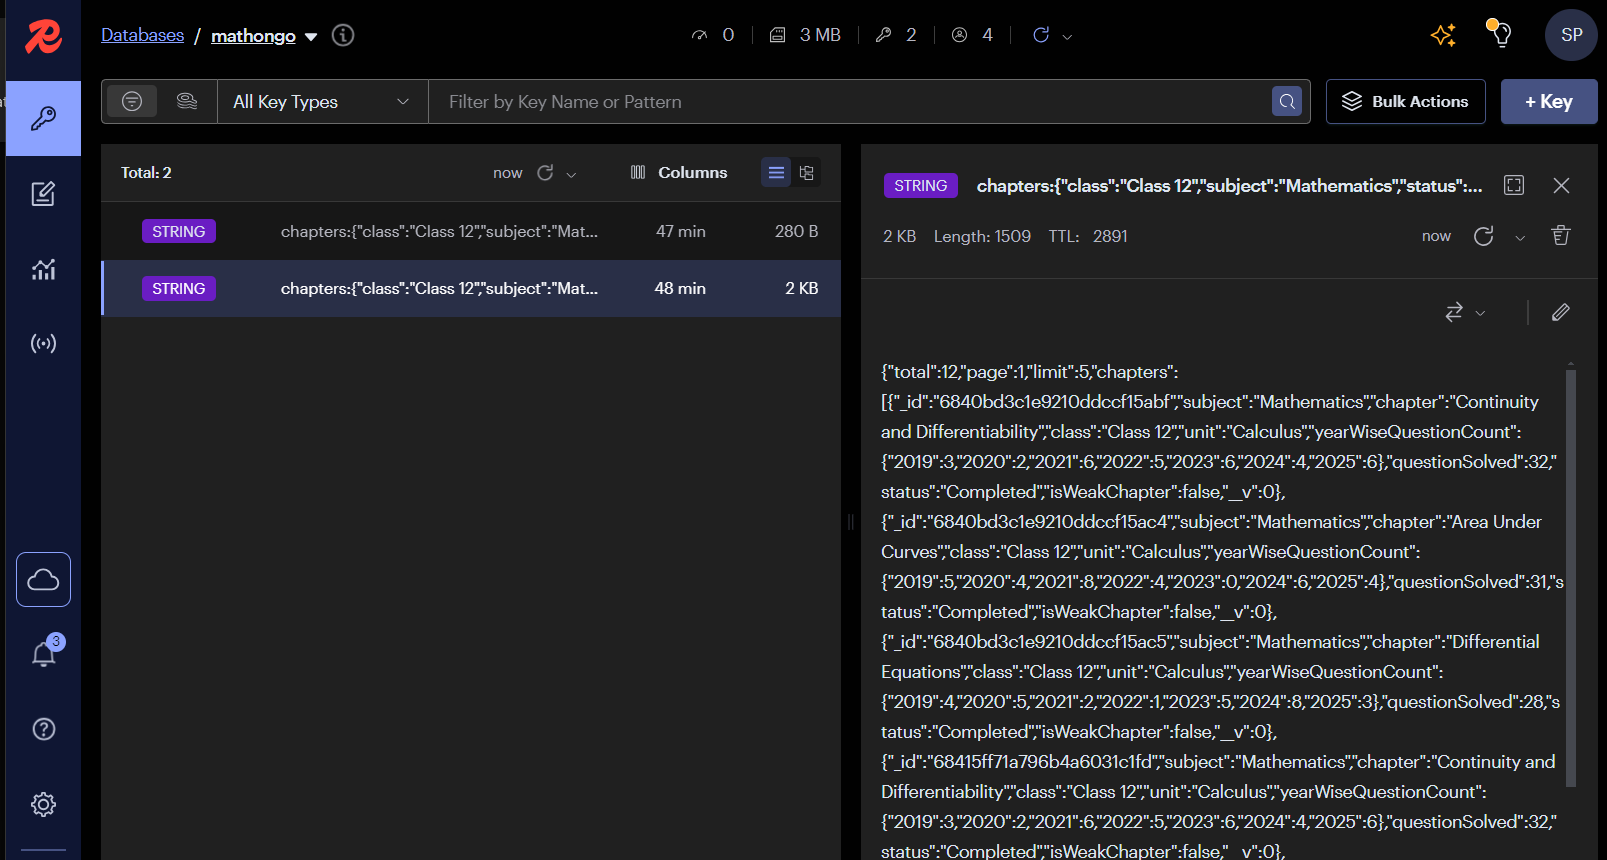 Databases / mathongo
0
3 MB
2
4
SP
All Key Types
Filter by Key Name or Pattern
Bulk Actions
+ Key
Total: 2
now
Columns
STRING chapters:{"class":"Class 12","subject":"Mat... 47 min 280 B
STRING chapters:{"class":"Class 12","subject":"Mat... 48 min 2 KB
3
STRING chapters:{"class":"Class 12","subject":"Mathematics","status":...
2 KB Length: 1509 TTL: 2891
now
{"total":12,"page":1,"limit":5,"chapters":
[{"_id":"6840bd3c1e9210ddccf15abf","subject":"Mathematics","chapter":"Continuity
and Differentiability","class":"Class 12","unit":"Calculus","yearWiseQuestionCount":
{"2019":3,"2020":2,"2021":6,"2022":5,"2023":6,"2024":4,"2025":6},"questionSolved":32,"
status":"Completed","isWeakChapter":false,"__v":0},
{"_id":"6840bd3c1e9210ddccf15ac4","subject":"Mathematics","chapter":"Area Under
Curves","class":"Class 12","unit":"Calculus","yearWiseQuestionCount":
{"2019":5,"2020":4,"2021":8,"2022":4,"2023":0,"2024":6,"2025":4},"questionSolved":31,"s
tatus":"Completed","isWeakChapter":false,"__v":0},
{"_id":"6840bd3c1e9210ddccf15ac5","subject":"Mathematics","chapter":"Differential
Equations","class":"Class 12","unit":"Calculus","yearWiseQuestionCount":
{"2019":4,"2020":5,"2021":2,"2022":1,"2023":5,"2024":8,"2025":3},"questionSolved":28,"s
tatus":"Completed","isWeakChapter":false,"__v":0},
{"_id":"68415ff71a796b4a6031c1fd","subject":"Mathematics","chapter":"Continuity and
Differentiability","class":"Class 12","unit":"Calculus","yearWiseQuestionCount":
{"2019":3,"2020":2,"2021":6,"2022":5,"2023":6,"2024":4,"2025":6},"questionSolved":32,"
status":"Completed","isWeakChapter":false,"__v":0},